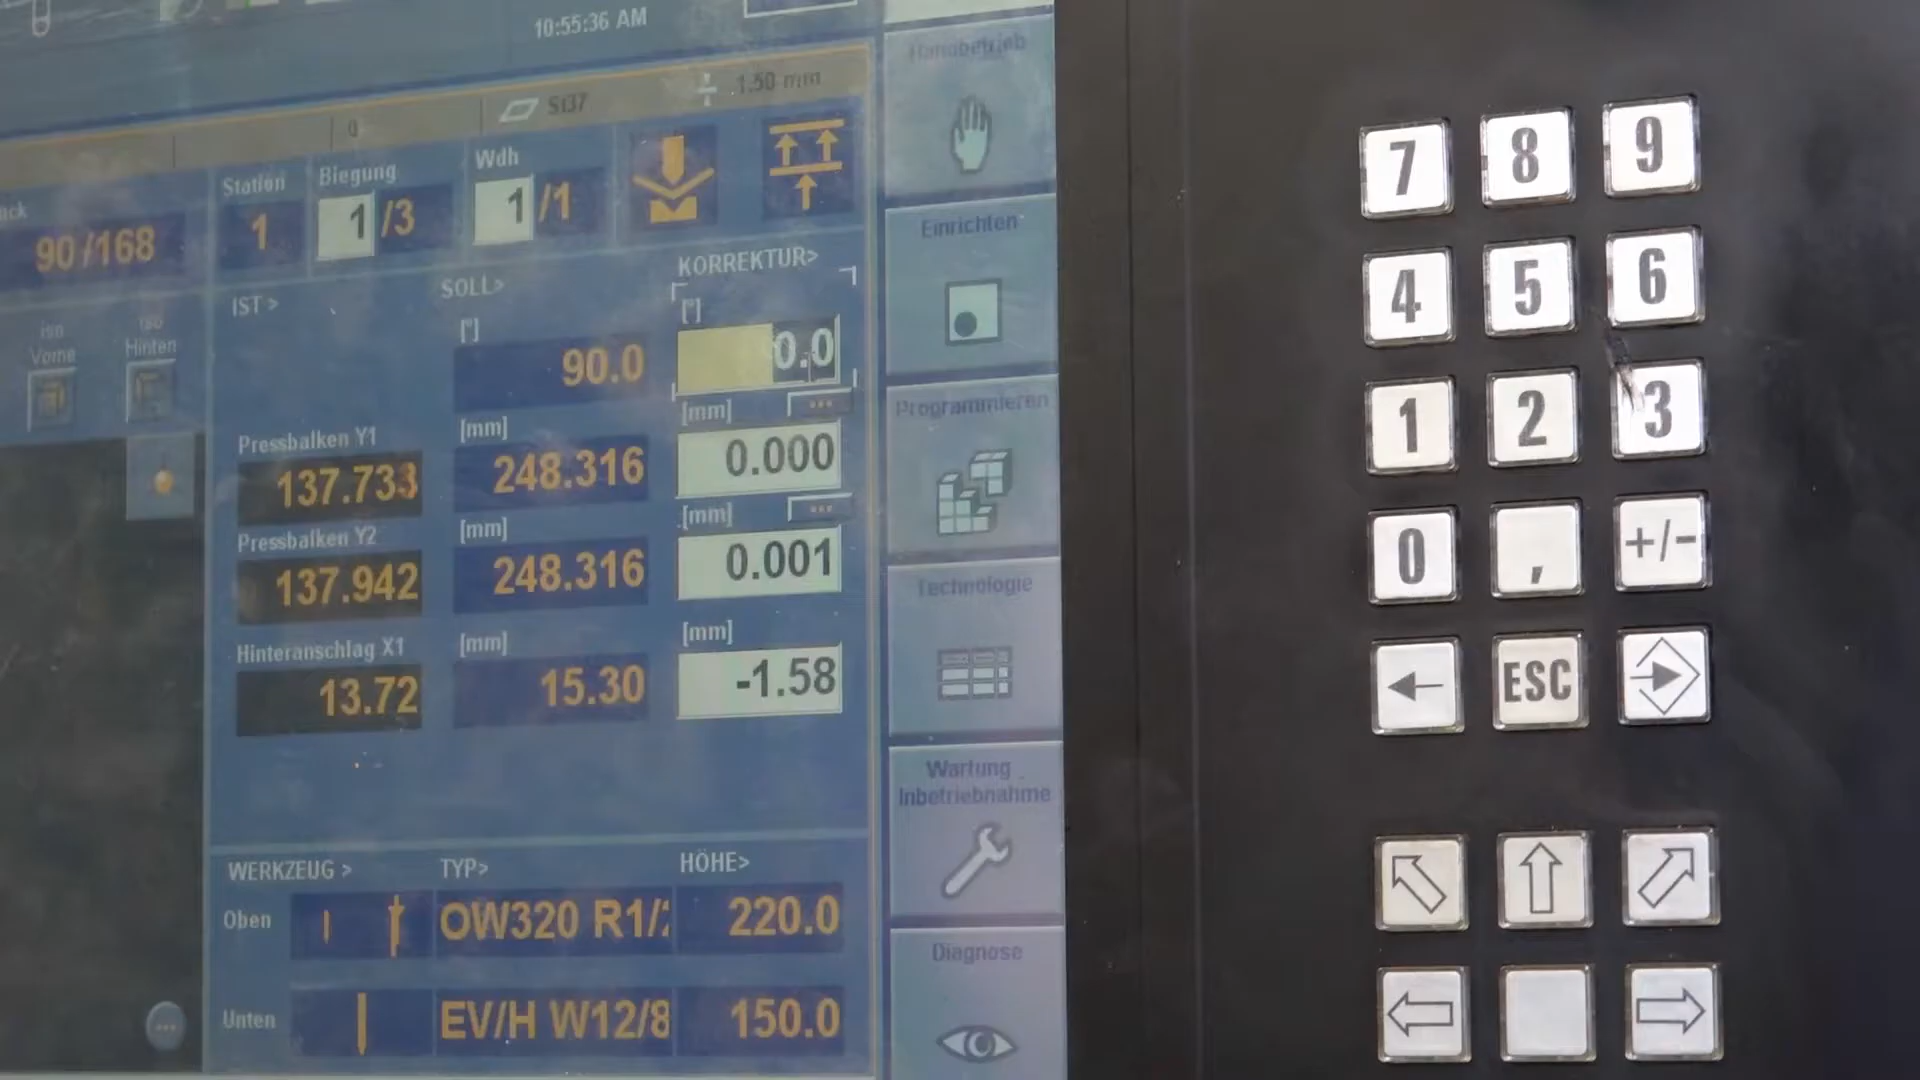 10:55:36 AM
Handbetrieb
St37
1.50 mm
0
Station
Biegung
Wdh
90 /168
1
1 /3
1 /1
Einrichten
IST >
SOLL>
KORREKTUR>
[°]
[°]
Vorne
Hinten
90.0
0.0
Programmieren
Pressbalken Y1
[mm]
[mm]
137.733
248.316
0.000
Pressbalken Y2
[mm]
[mm]
137.942
248.316
0.001
Technologie
Hinteranschlag X1
[mm]
[mm]
13.72
15.30
-1.58
Wartung
Inbetriebnahme
WERKZEUG >
TYP>
HÖHE>
Oben
OW320 R1/
220.0
Diagnose
Unten
EV/H W12/8
150.0
7 8 9
4 5 6
1 2 3
0 , +/-
ESC